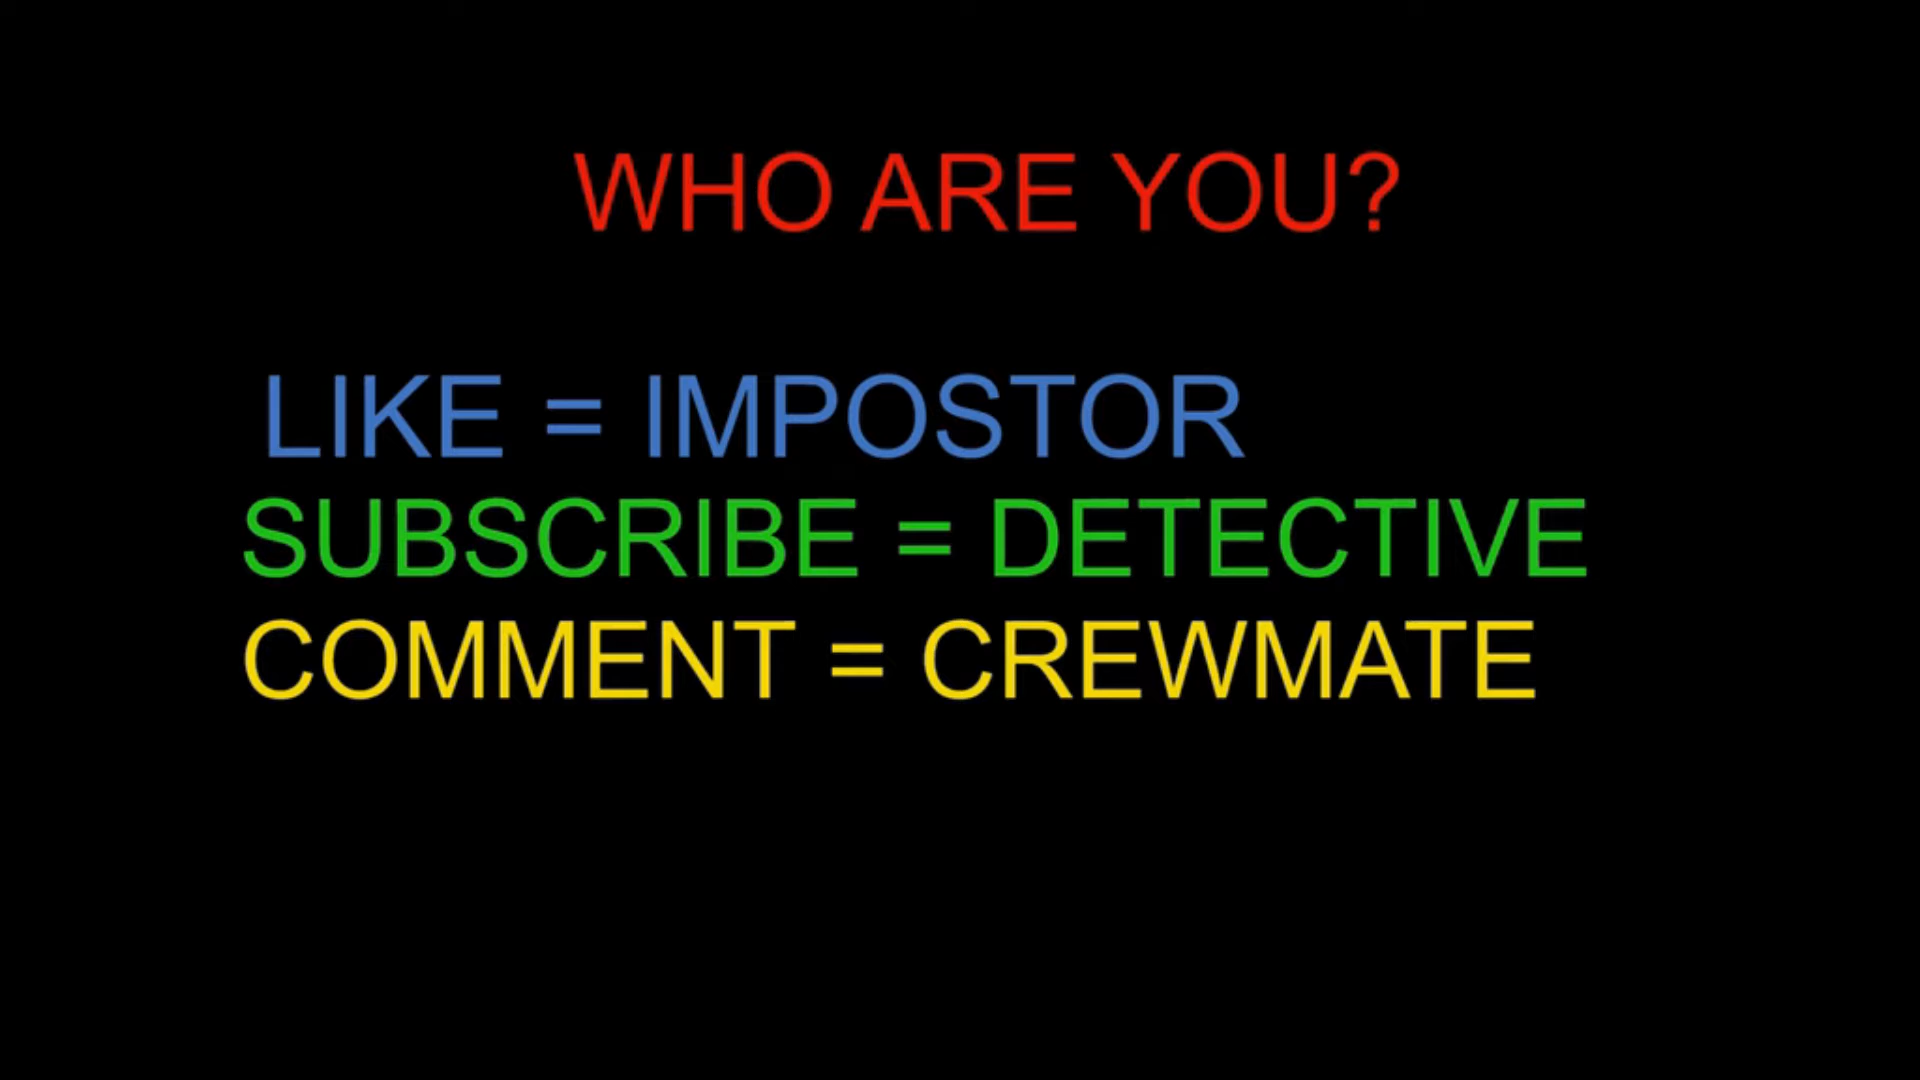 WHO ARE YOU?
LIKE = IMPOSTOR
SUBSCRIBE = DETECTIVE
COMMENT = CREWMATE